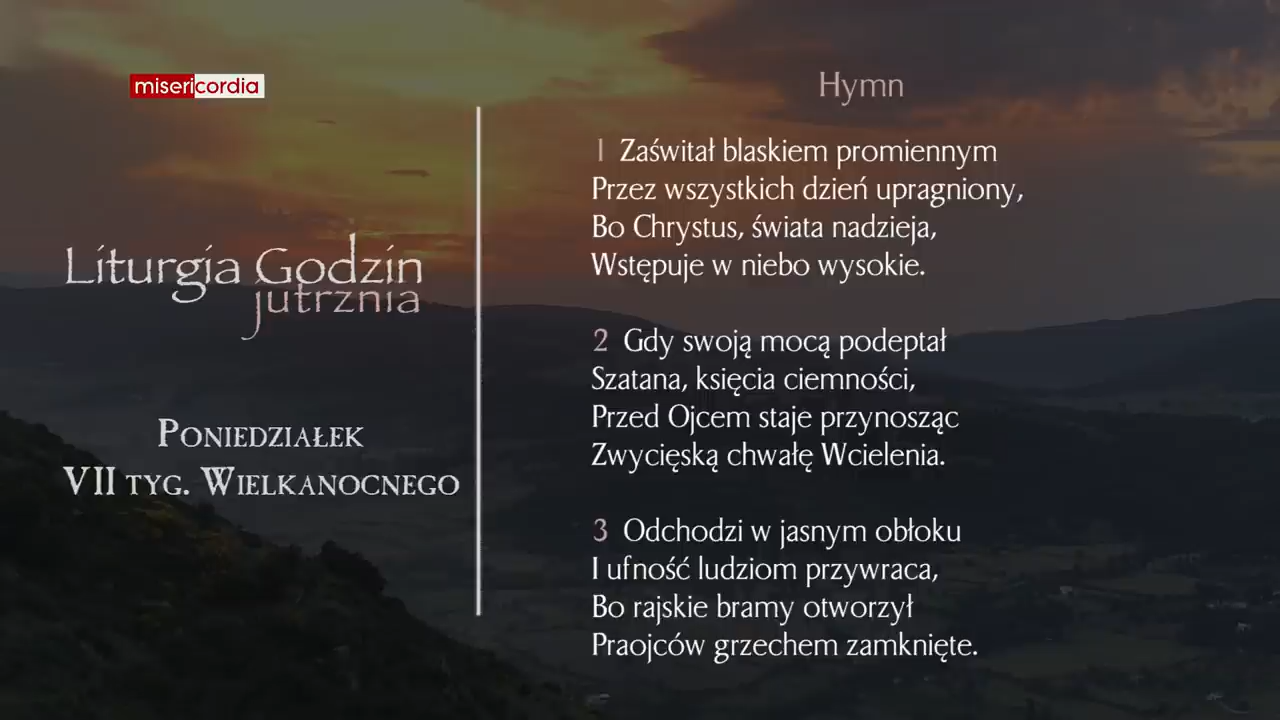 misericordia
Liturgia Godzin
jutrznia
Poniedziałek
VII tyg. Wielkanocnego
Hymn
1 Zaświtał blaskiem promiennym
Przez wszystkich dzień upragniony,
Bo Chrystus, świata nadzieja,
Wstępuje w niebo wysokie.
2 Gdy swoją mocą podeptał
Szatana, księcia ciemności,
Przed Ojcem staje przynosząc
Zwycięską chwałę Wcielenia.
3 Odchodzi w jasnym obłoku
I ufność ludziom przywraca,
Bo rajskie bramy otworzył
Praojców grzechem zamknięte.